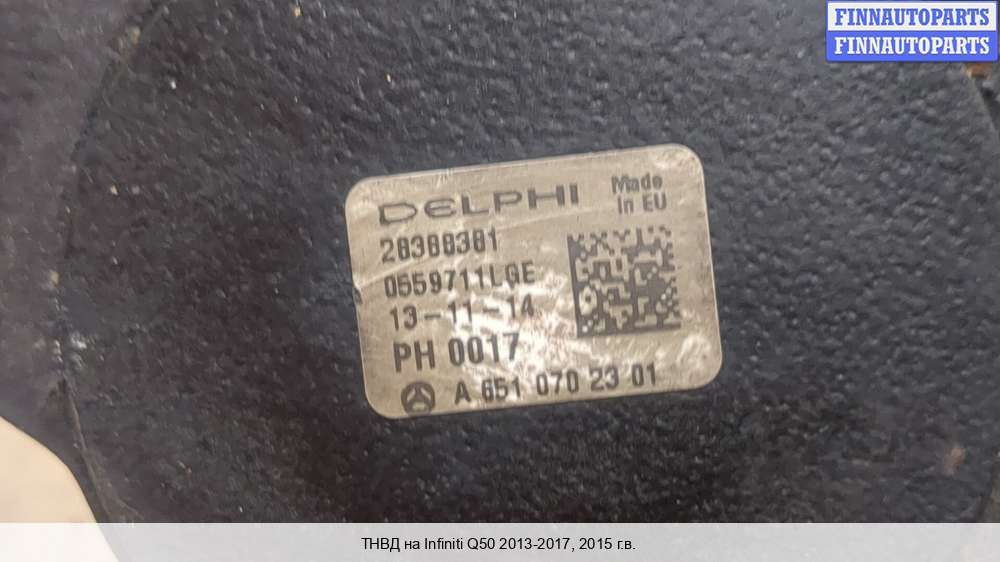 FINNAUTOPARTS
FINNAUTOPARTS
DELPHI
Made
In EU
28388381
0559711LGE
13-11-14
PH 0017
A 651 070 23 01
ТНВД на Infiniti Q50 2013-2017, 2015 г.в.